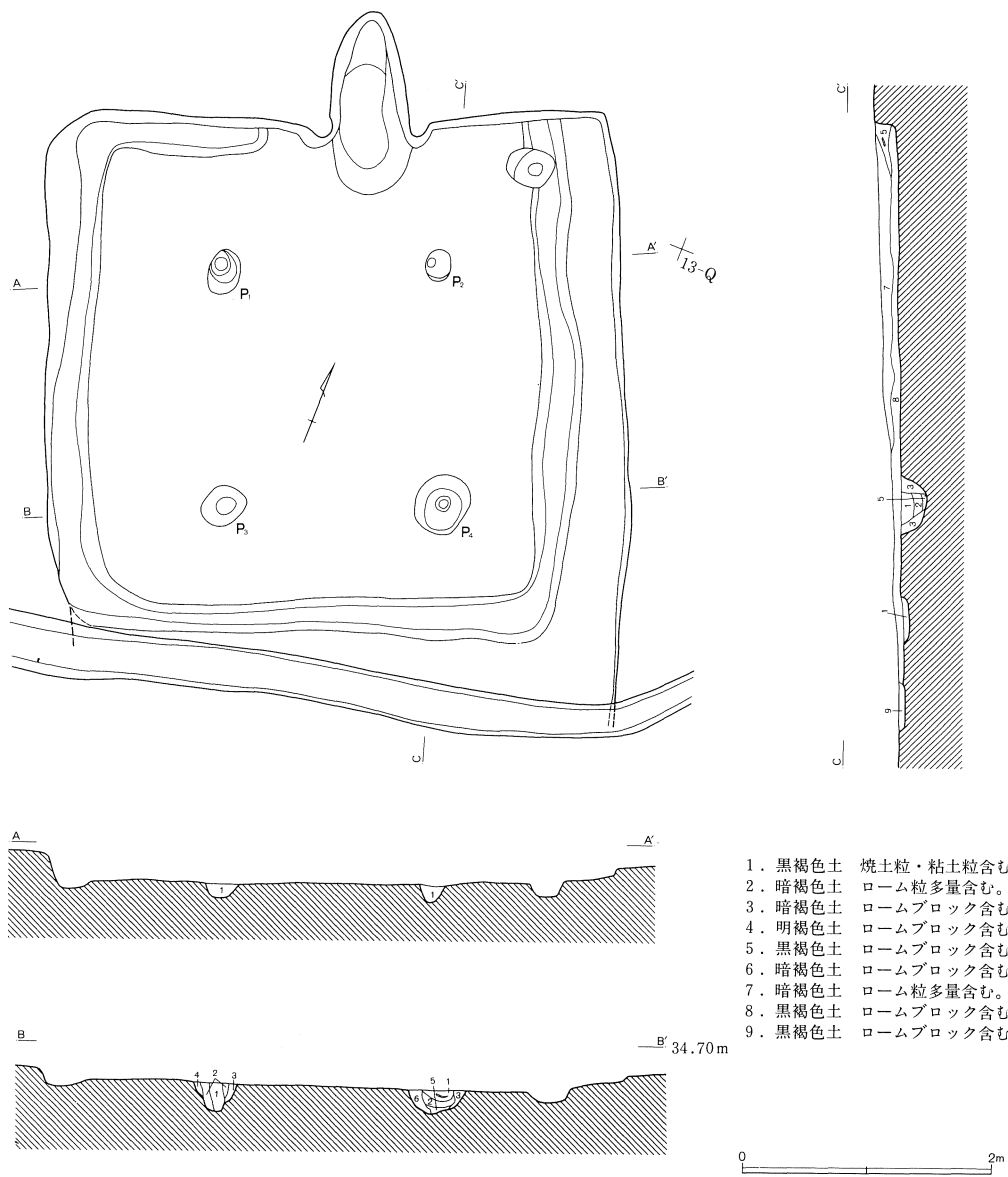 C'
C'
5
A'
13-Q
A
P₁
P₂
7
8
B
B'
P₃
P₄
3
5
1
2
3
1
9
C
C
A
A'
1
1
1．黒褐色土　焼土粒・粘土粒含む
2．暗褐色土　ローム粒多量含む。
3．暗褐色土　ロームブロック含む
4．明褐色土　ロームブロック含む
5．黒褐色土　ロームブロック含む
6．暗褐色土　ロームブロック含む
7．暗褐色土　ローム粒多量含む。
8．黒褐色土　ロームブロック含む
9．黒褐色土　ロームブロック含む
B
B' 34.70m
4 2 3
1
5 1
6 2 3
0 2m